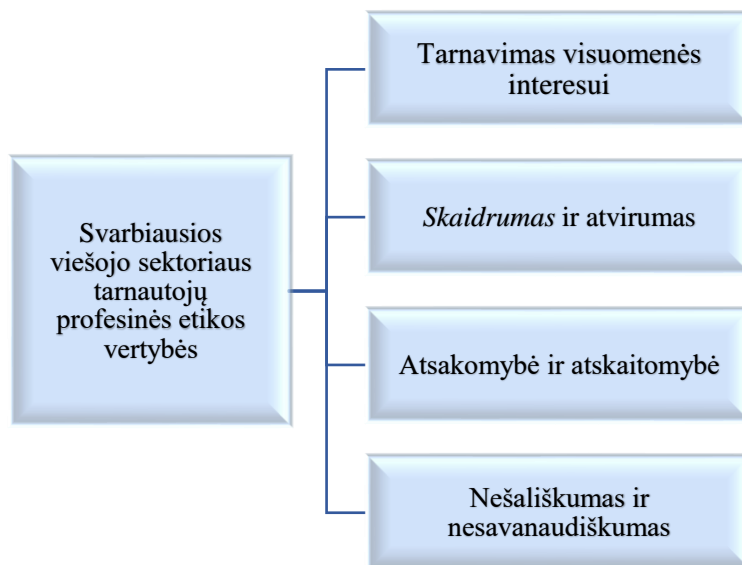 Svarbiausios
viešojo sektoriaus
tarnautojų
profesinės etikos
vertybės
Tarnavimas visuomenės
interesui
Skaidrumas ir atvirumas
Atsakomybė ir atskaitomybė
Nešališkumas ir
nesavanaudiškumas